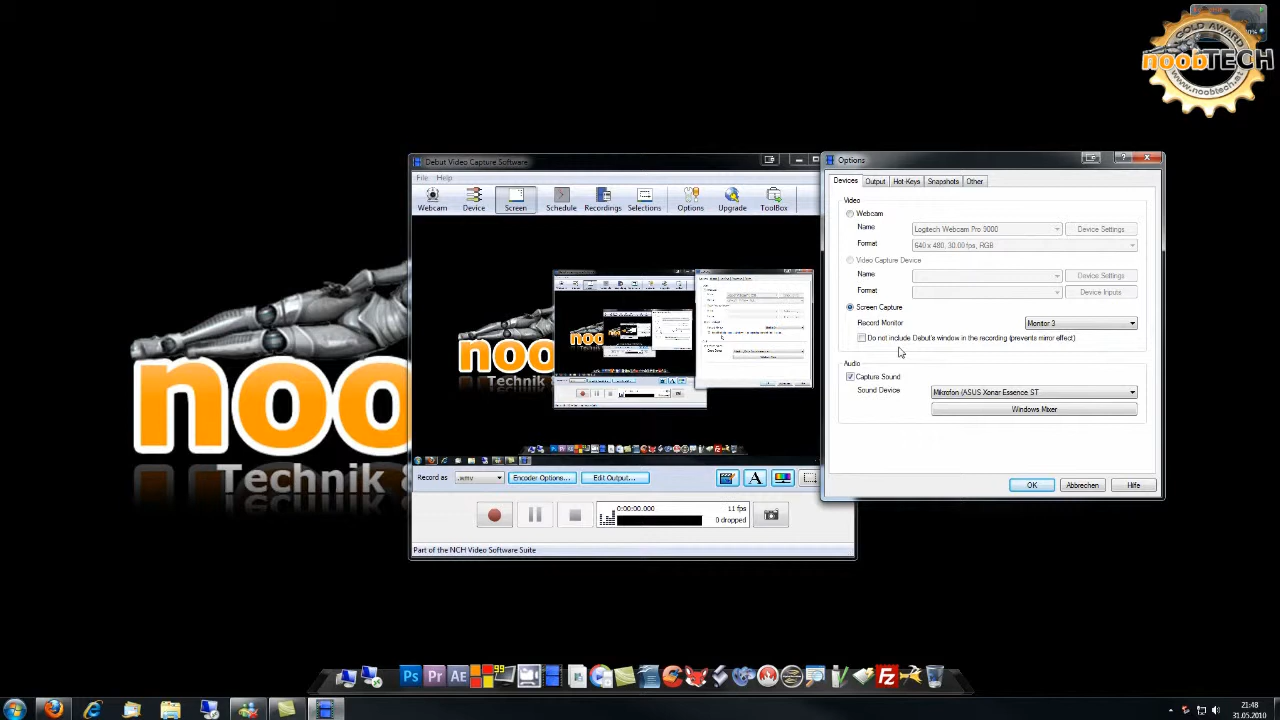 GOLD AWARD
noobTECH
www.noobtech.at
noo
Technik &
Debut Video Capture Software
File Help
Webcam Device Screen Schedule Recordings Selections Options Upgrade ToolBox
Record as .wmv Encoder Options... Edit Output...
0:00:00.000 11 fps
0 dropped
Part of the NCH Video Software Suite
Options
Devices Output Hot-Keys Snapshots Other
Video
Webcam
Name Logitech Webcam Pro 9000 Device Settings
Format 640 x 480, 30.00 fps, RGB
Video Capture Device
Name Device Settings
Format Device Inputs
Screen Capture
Record Monitor Monitor 3
Do not include Debut's window in the recording (prevents mirror effect)
Audio
Capture Sound
Sound Device Mikrofon (ASUS Xonar Essence ST
Windows Mixer
OK Abbrechen Hilfe
Ps Pr AE 99 FZ
21:48
31.05.2010